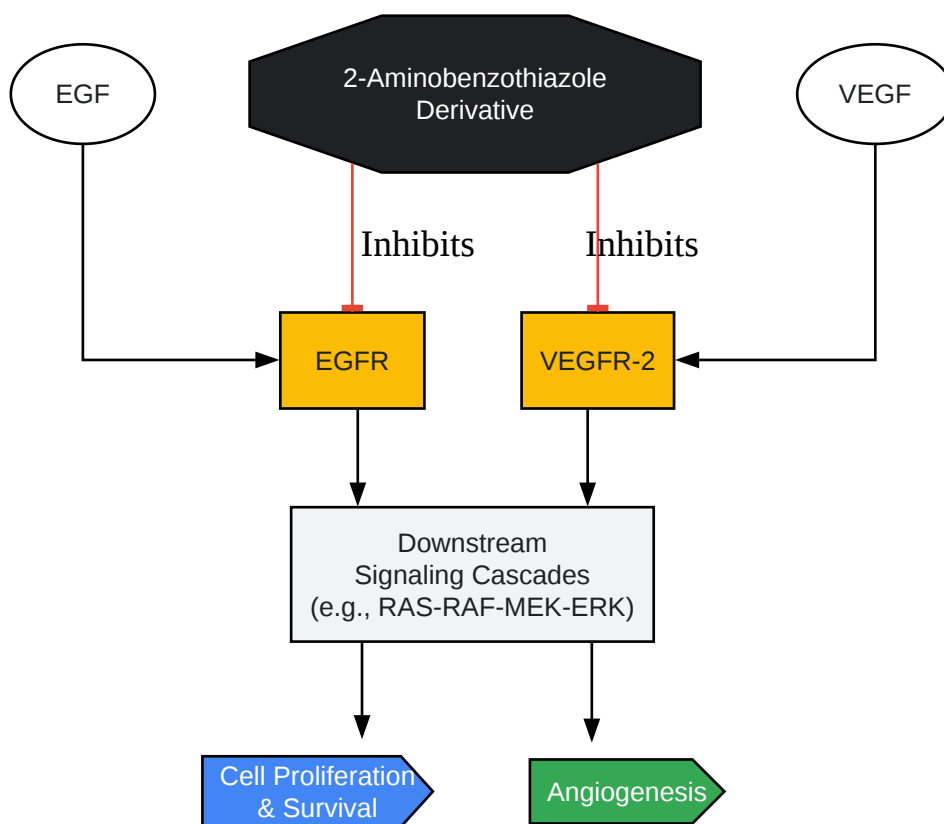 EGF
2-Aminobenzothiazole
Derivative
VEGF
Inhibits
Inhibits
EGFR
VEGFR-2
Downstream
Signaling Cascades
(e.g., RAS-RAF-MEK-ERK)
Cell Proliferation
& Survival
Angiogenesis